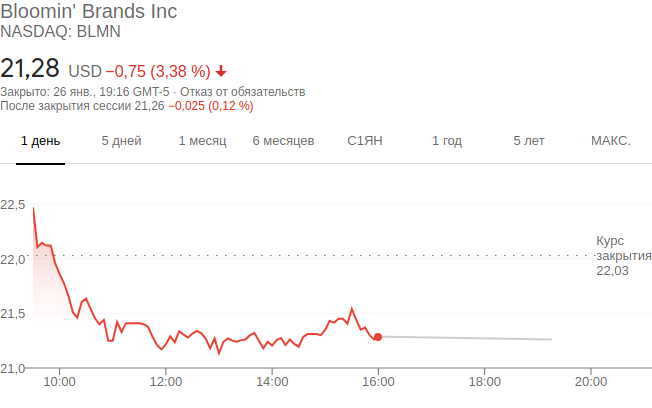 Bloomin' Brands Inc
NASDAQ: BLMN
21,28 USD −0,75 (3,38 %)
Закрыто: 26 янв., 19:16 GMT-5 · Отказ от обязательств
После закрытия сессии 21,26 −0,025 (0,12 %)
1 день 5 дней 1 месяц 6 месяцев С1ЯН 1 год 5 лет МАКС.
22,5
Курс
22,0 закрытия
22,03
21,5
21,0
10:00 12:00 14:00 16:00 18:00 20:00